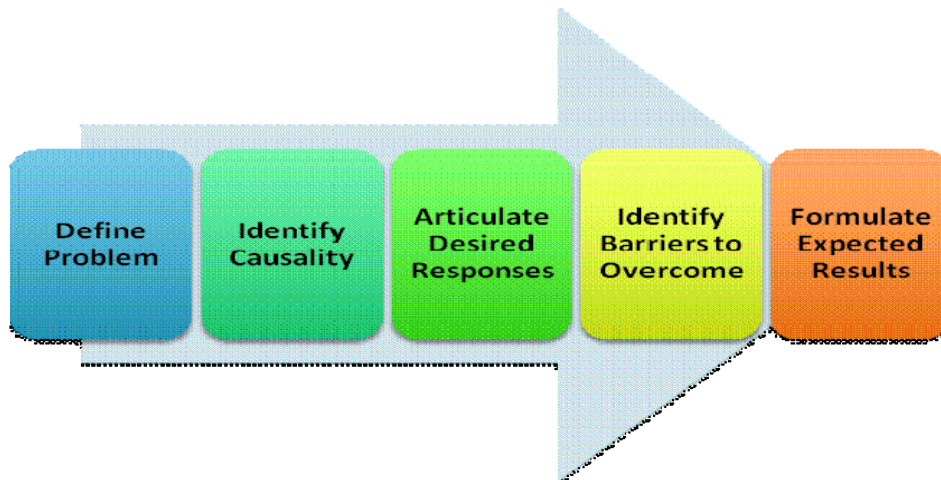 Define
Problem
Identify
Causality
Articulate
Desired
Responses
Identify
Barriers to
Overcome
Formulate
Expected
Results